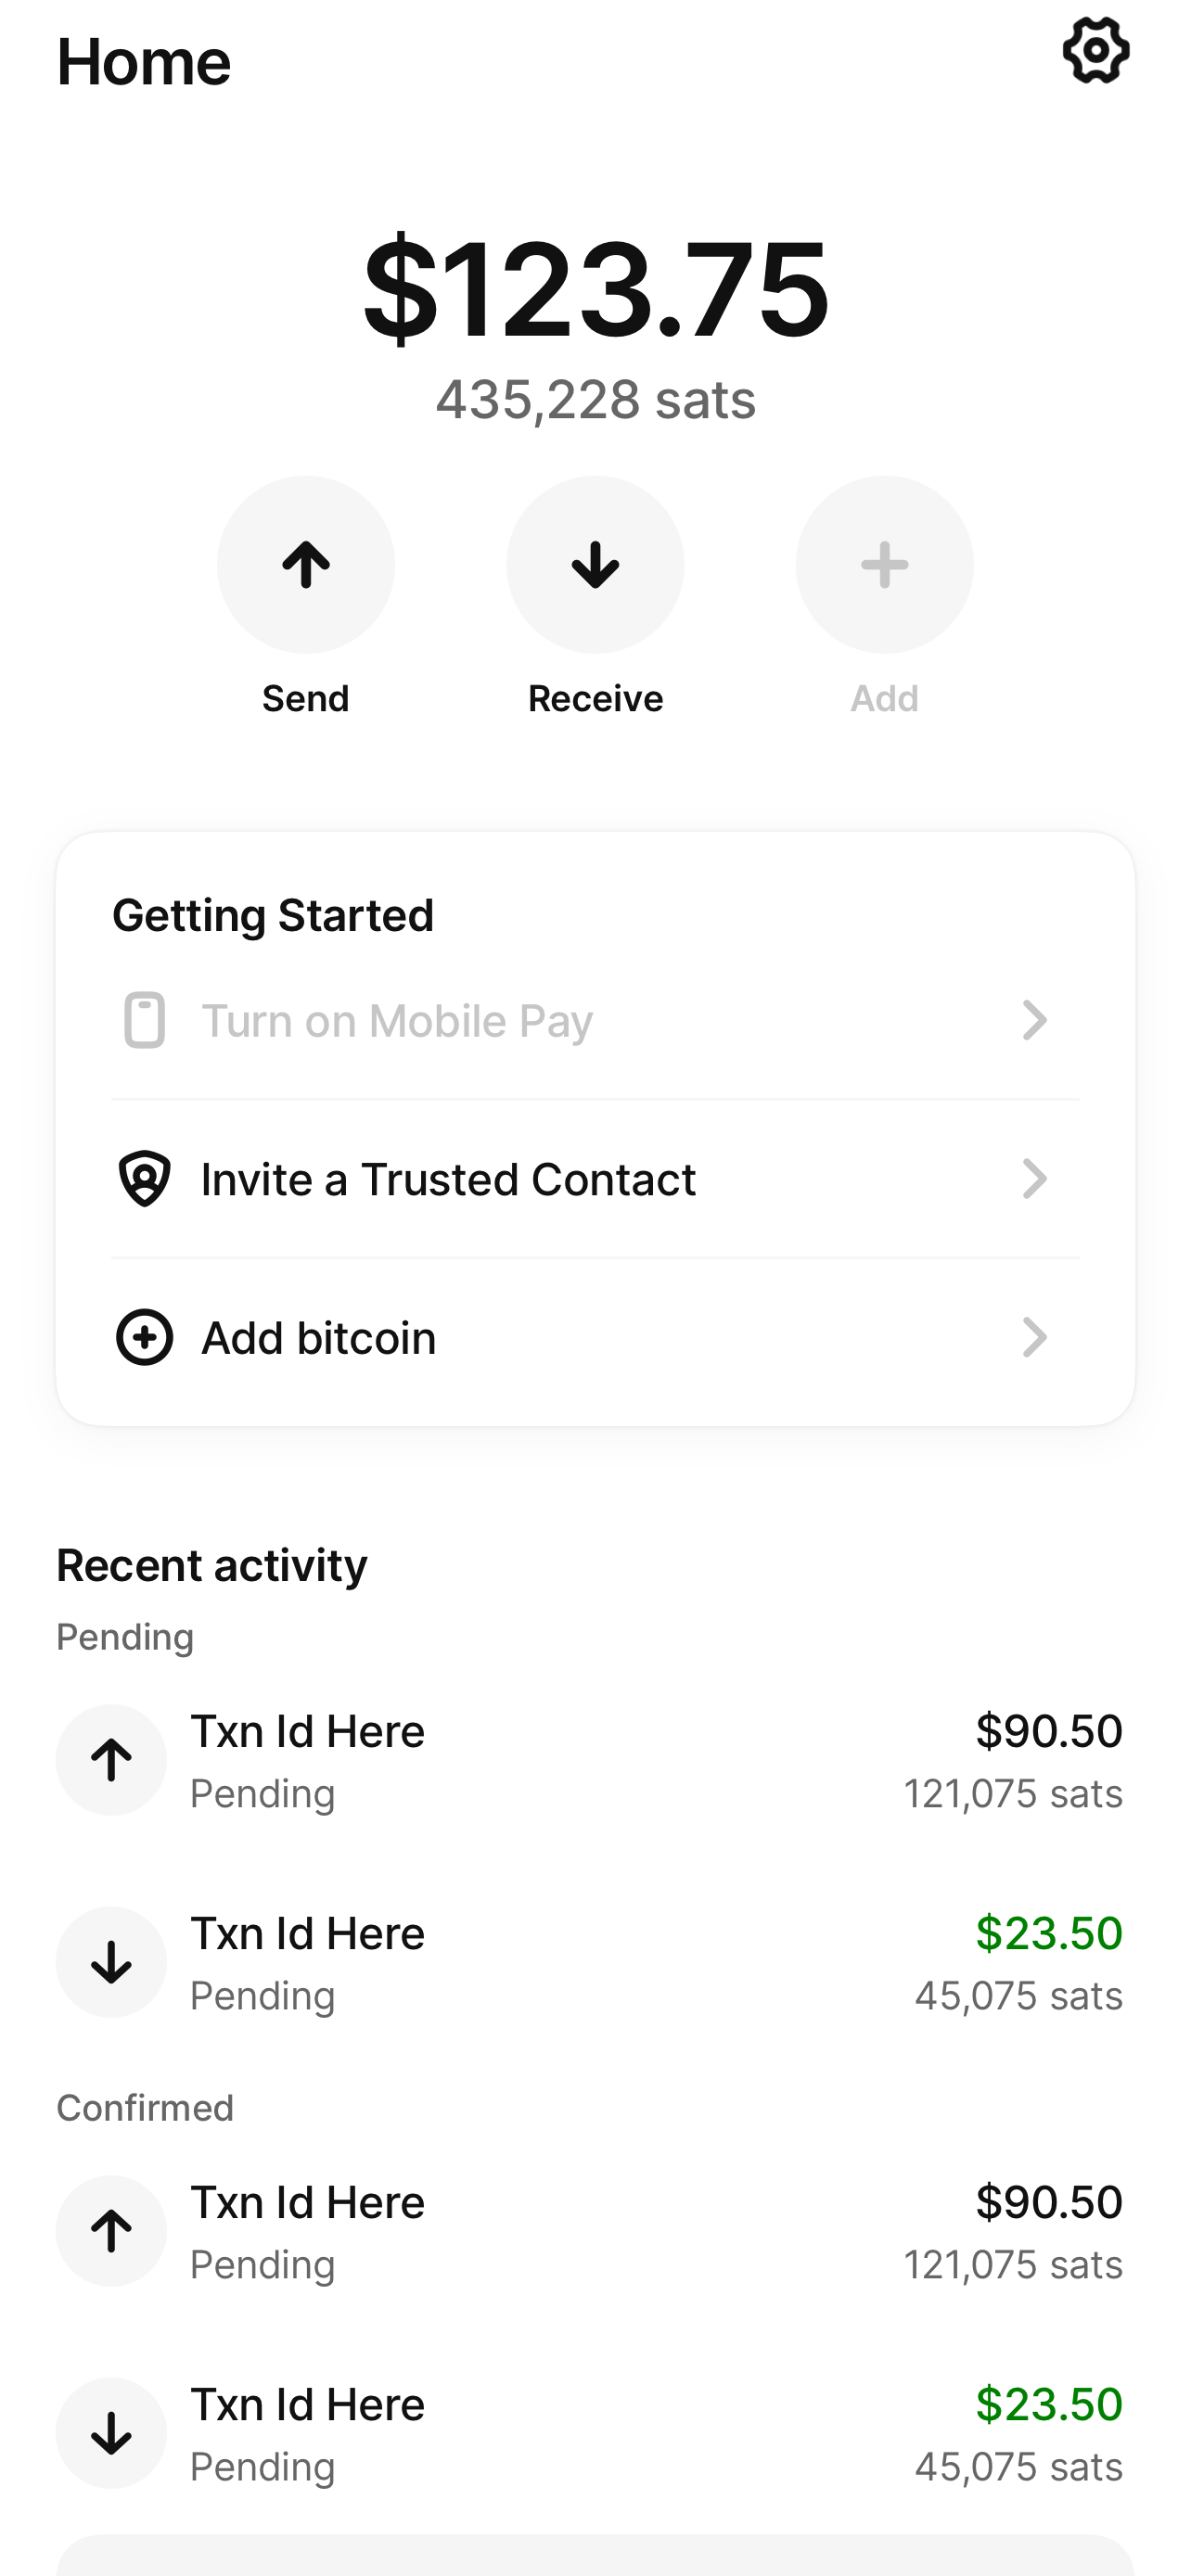 Home
$123.75
435,228 sats
Send
Receive
Add
Getting Started
Turn on Mobile Pay
Invite a Trusted Contact
Add bitcoin
Recent activity
Pending
Txn Id Here
$90.50
Pending
121,075 sats
Txn Id Here
$23.50
Pending
45,075 sats
Confirmed
Txn Id Here
$90.50
Pending
121,075 sats
Txn Id Here
$23.50
Pending
45,075 sats